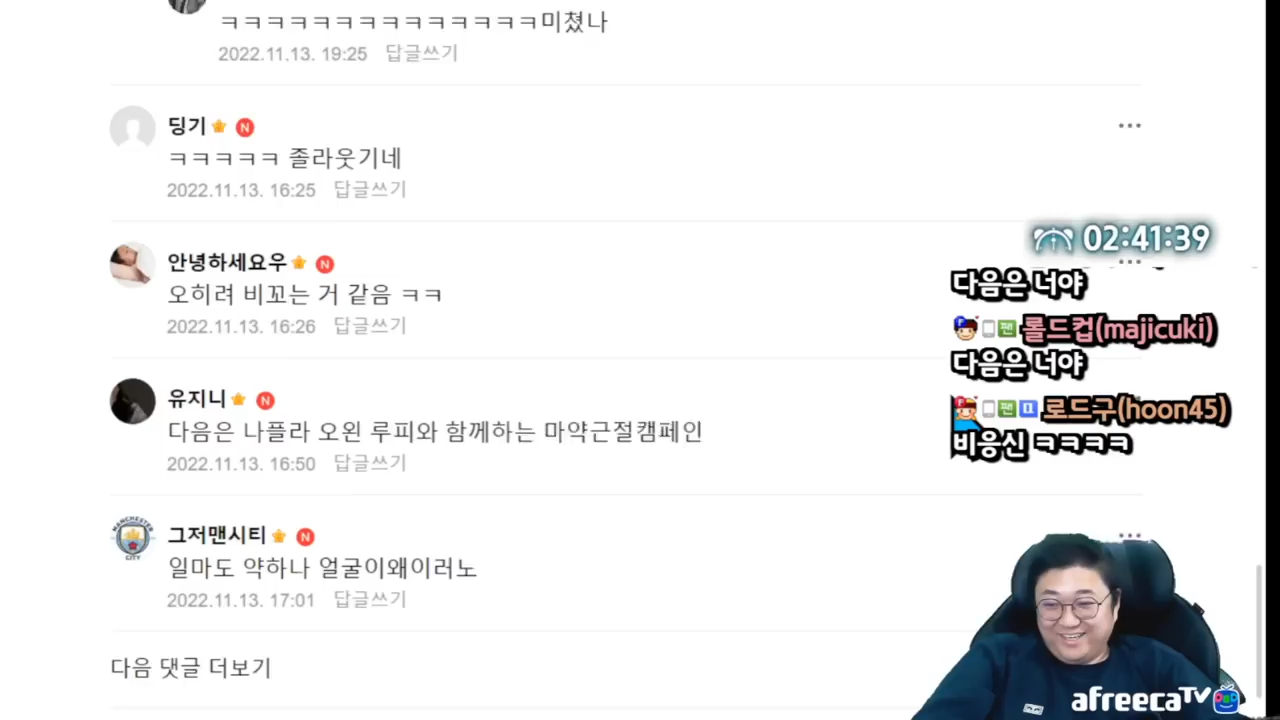 ㅋㅋㅋㅋㅋㅋㅋㅋㅋㅋㅋㅋㅋㅋ미쳤나
2022.11.13. 19:25 답글쓰기
딩기 N
ㅋㅋㅋㅋㅋ 졸라웃기네
2022.11.13. 16:25 답글쓰기
안녕하세요우 N
오히려 비꼬는 거 같음 ㅋㅋ
2022.11.13. 16:26 답글쓰기
유지니 N
다음은 나플라 오왼 루피와 함께하는 마약근절캠페인
2022.11.13. 16:50 답글쓰기
MANCHESTER CITY
그저맨시티 N
일마도 약하나 얼굴이왜이러노
2022.11.13. 17:01 답글쓰기
다음 댓글 더보기
02:41:39
다음은 너야
팬 롤드컵(majicuki)
다음은 너야
팬 로드구(hoon45)
비응신 ㅋㅋㅋㅋ
afreecaTV